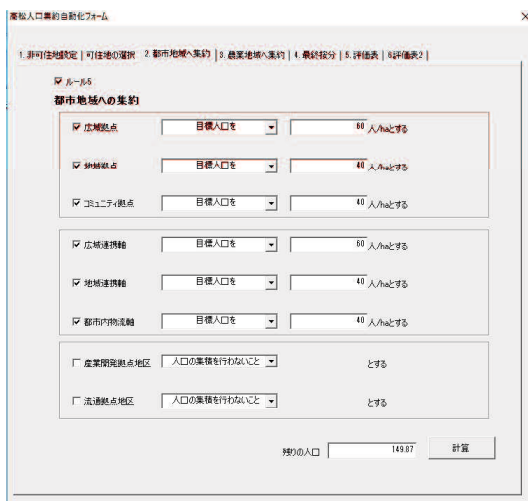 高松人口集約自動化フォーム
1. 非可住地設定 | 可住地の選択 2. 都市地域へ集約 | 3. 農業地域へ集約 | 4. 最終按分 | 5. 評価表 | 6評価表2 |
ルール5
都市地域への集約
広域拠点 目標人口を 60 人/haとする
地域拠点 目標人口を 40 人/haとする
コミュニティ拠点 目標人口を 40 人/haとする
広域連携軸 目標人口を 60 人/haとする
地域連携軸 目標人口を 40 人/haとする
都市内物流軸 目標人口を 40 人/haとする
産業開発拠点地区 人口の集積を行わないこと とする
流通拠点地区 人口の集積を行わないこと とする
残りの人口 149.87 計算